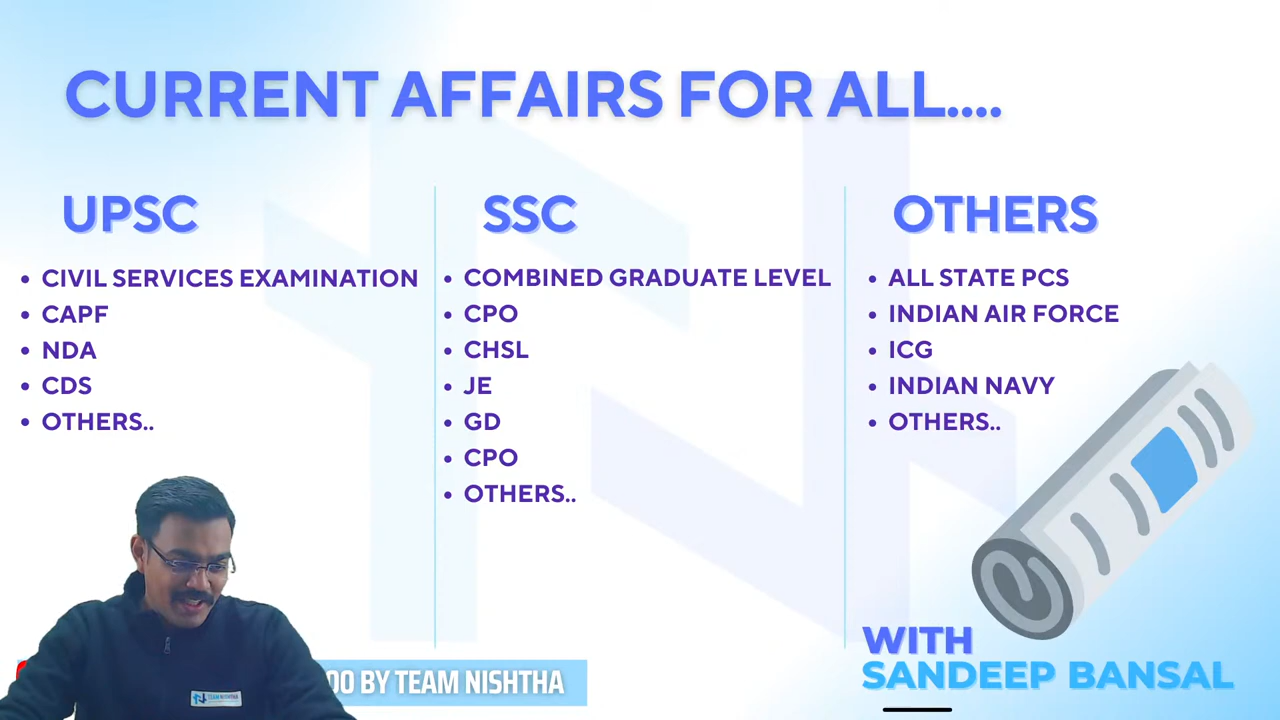 CURRENT AFFAIRS FOR ALL....
UPSC
• CIVIL SERVICES EXAMINATION
• CAPF
• NDA
• CDS
• OTHERS..
SSC
• COMBINED GRADUATE LEVEL
• CPO
• CHSL
• JE
• GD
• CPO
• OTHERS..
OTHERS
• ALL STATE PCS
• INDIAN AIR FORCE
• ICG
• INDIAN NAVY
• OTHERS..
WITH
SANDEEP BANSAL
BY TEAM NISHTHA
TEAM NISHTHA